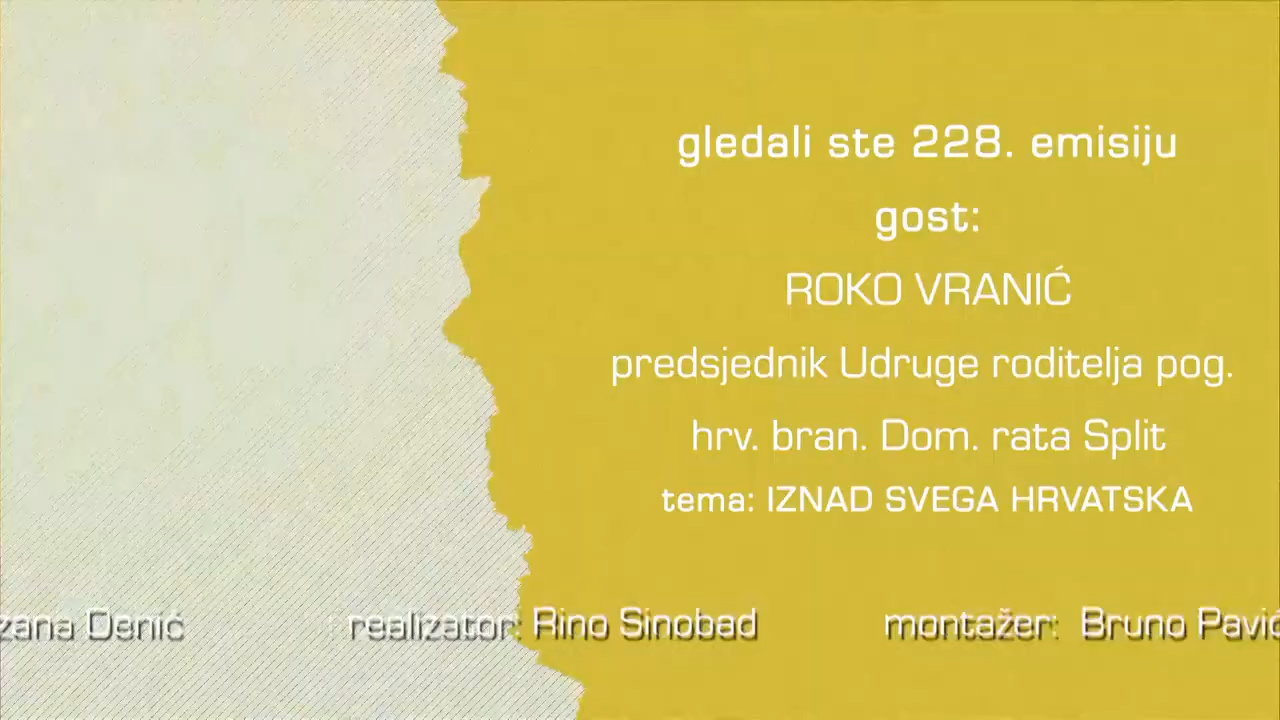 gledali ste 228. emisiju
gost:
ROKO VRANIĆ
predsjednik Udruge roditelja pog.
hrv. bran. Dom. rata Split
tema: IZNAD SVEGA HRVATSKA
Denić realizator: Rino Sinobad montažer: Bruno